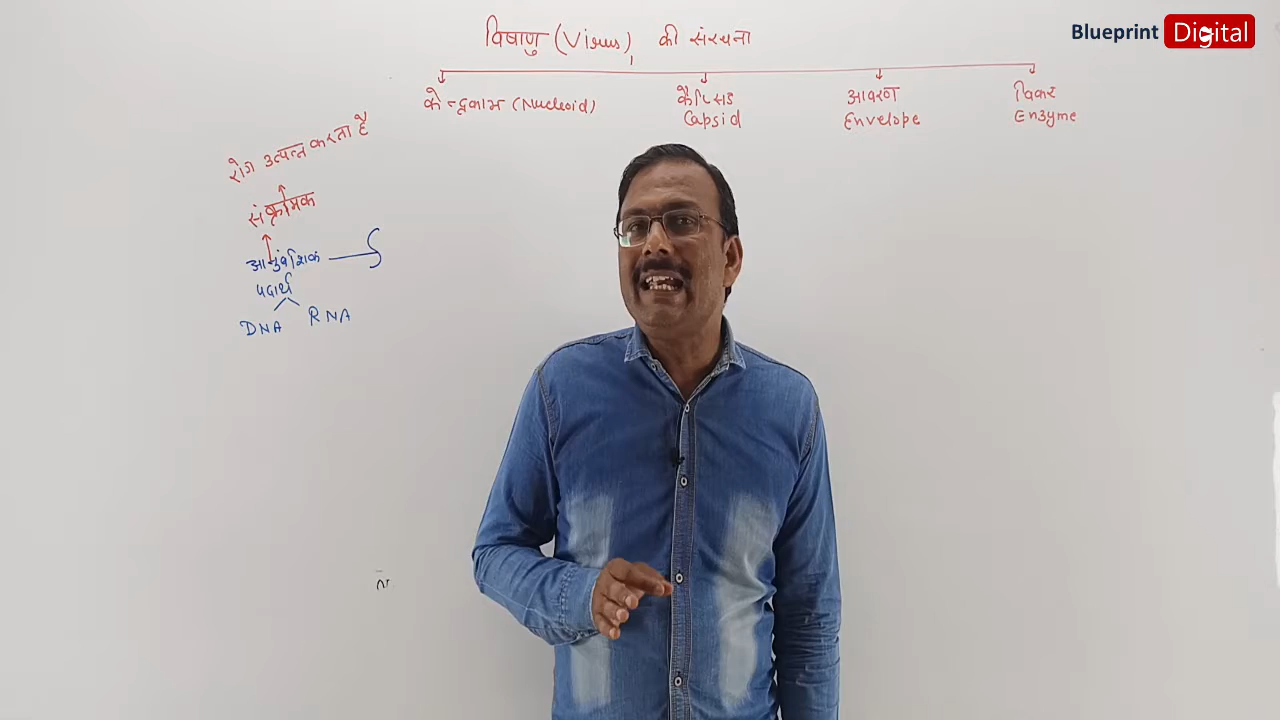 Blueprint Digital
विषाणु (Virus) की संरचना
केन्द्रकाभ (Nucleoid)
कैप्सिड
Capsid
आवरण
Envelope
विकर
Enzyme
रोग उत्पन्न करता है
संक्रामक
आनुवंशिक
पदार्थ
DNA RNA